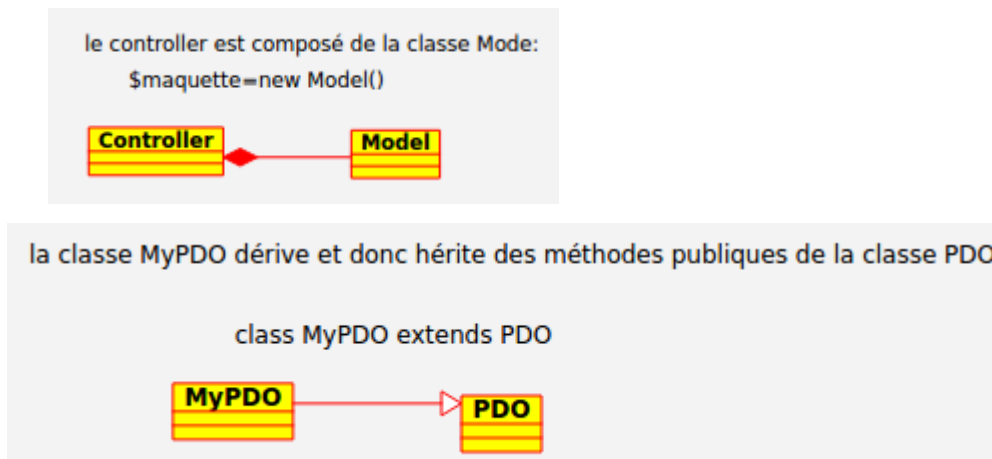 le controller est composé de la classe Mode:
$maquette=new Model()
Controller
Model
la classe MyPDO dérive et donc hérite des méthodes publiques de la classe PDO
class MyPDO extends PDO
MyPDO
PDO